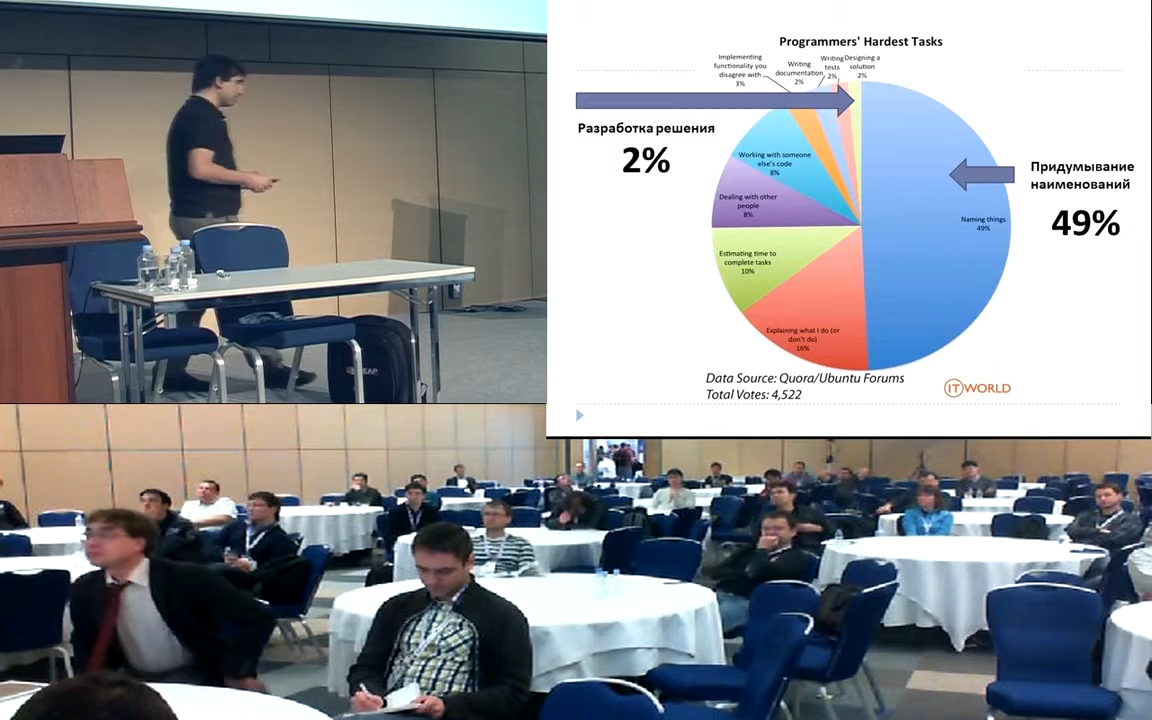 Programmers' Hardest Tasks
Implementing
functionality you
disagree with
3%
Writing
documentation
2%
Writing
tests
2%
Designing a
solution
2%
Разработка решения
2%
Придумывание
наименований
49%
Working with someone
else's code
8%
Dealing with other
people
8%
Naming things
49%
Estimating time to
complete tasks
10%
Explaining what I do (or
don't do)
16%
Data Source: Quora/Ubuntu Forums
Total Votes: 4,522
IT WORLD